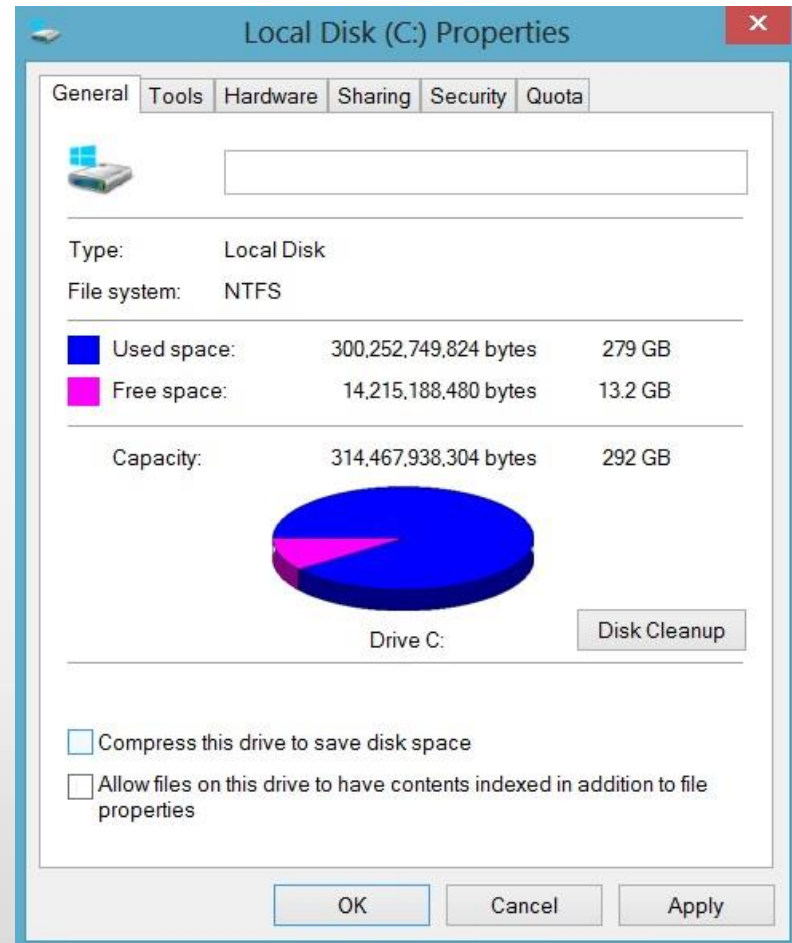 Local Disk (C:) Properties
General Tools Hardware Sharing Security Quota
Type: Local Disk
File system: NTFS
Used space: 300,252,749,824 bytes 279 GB
Free space: 14,215,188,480 bytes 13.2 GB
Capacity: 314,467,938,304 bytes 292 GB
Drive C:
Disk Cleanup
Compress this drive to save disk space
Allow files on this drive to have contents indexed in addition to file
properties
OK Cancel Apply